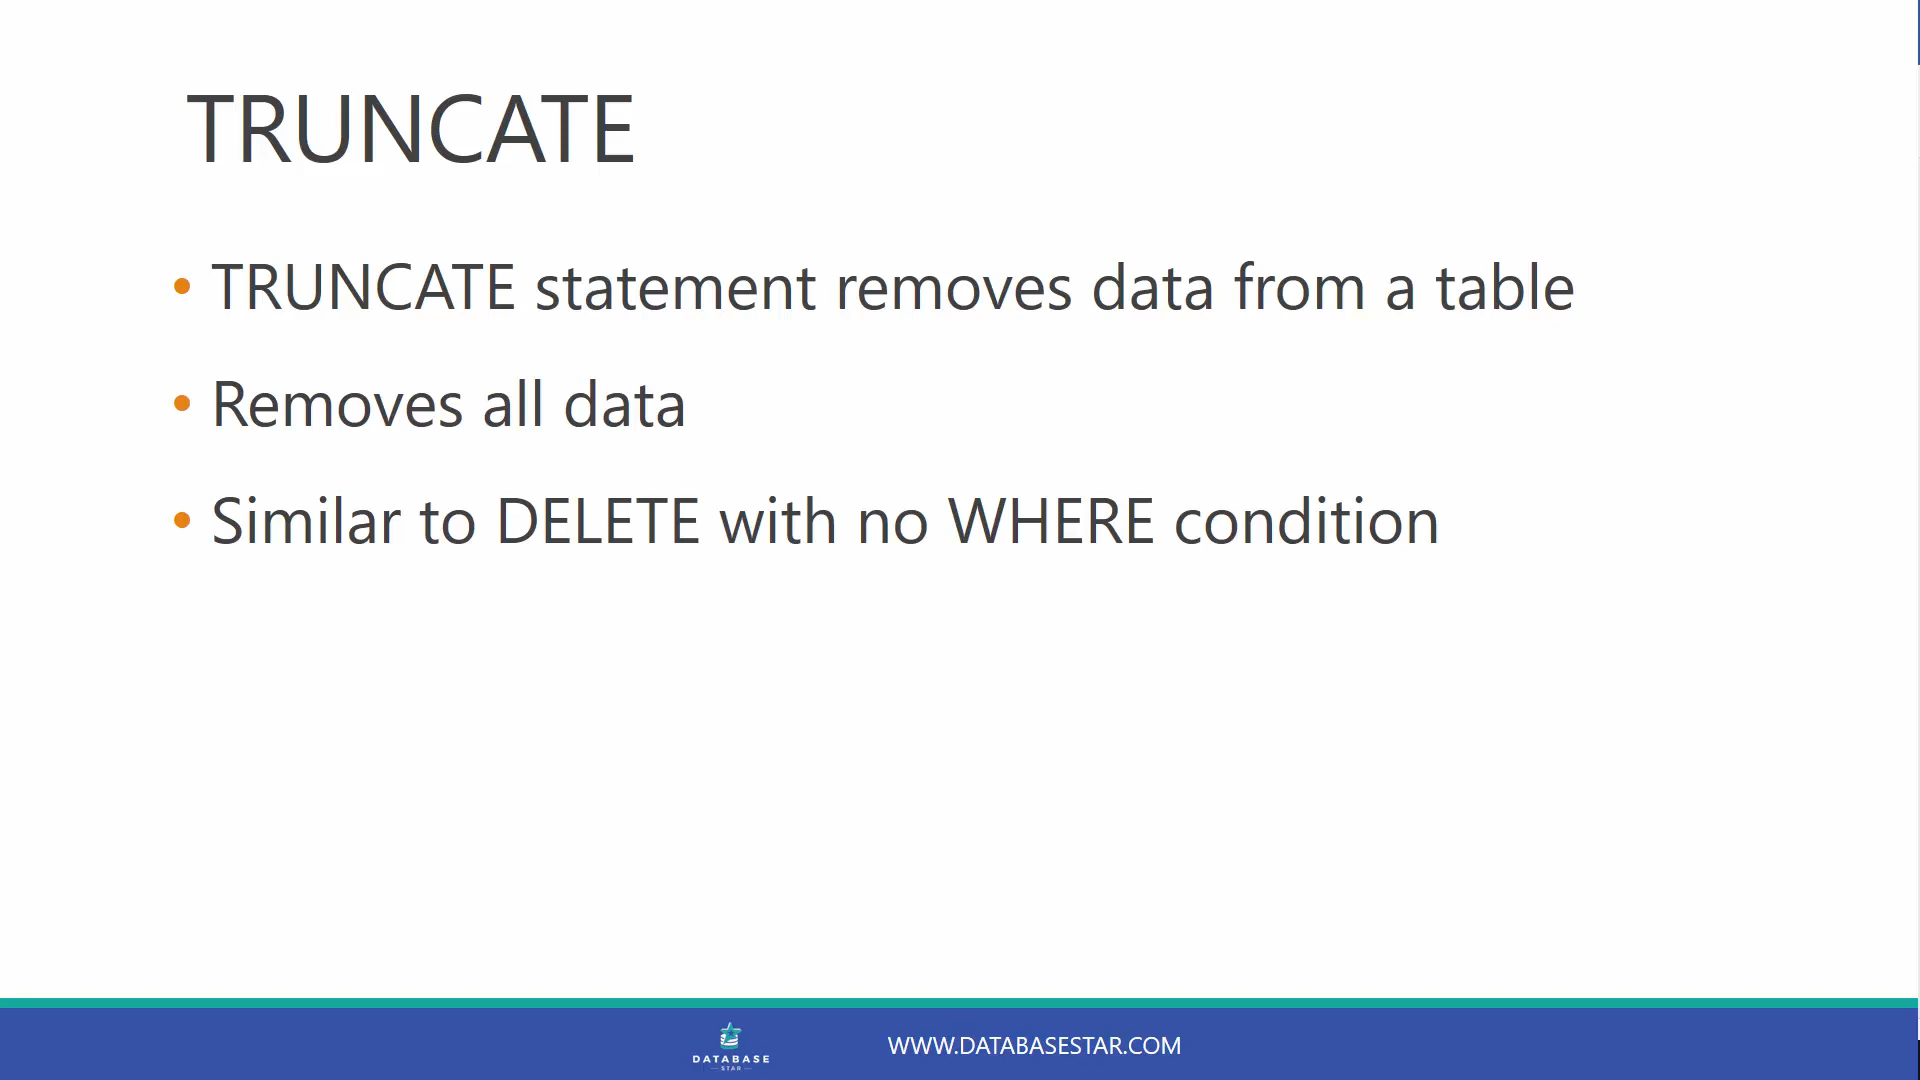 TRUNCATE
• TRUNCATE statement removes data from a table
• Removes all data
• Similar to DELETE with no WHERE condition
DATABASE
STAR
WWW.DATABASESTAR.COM